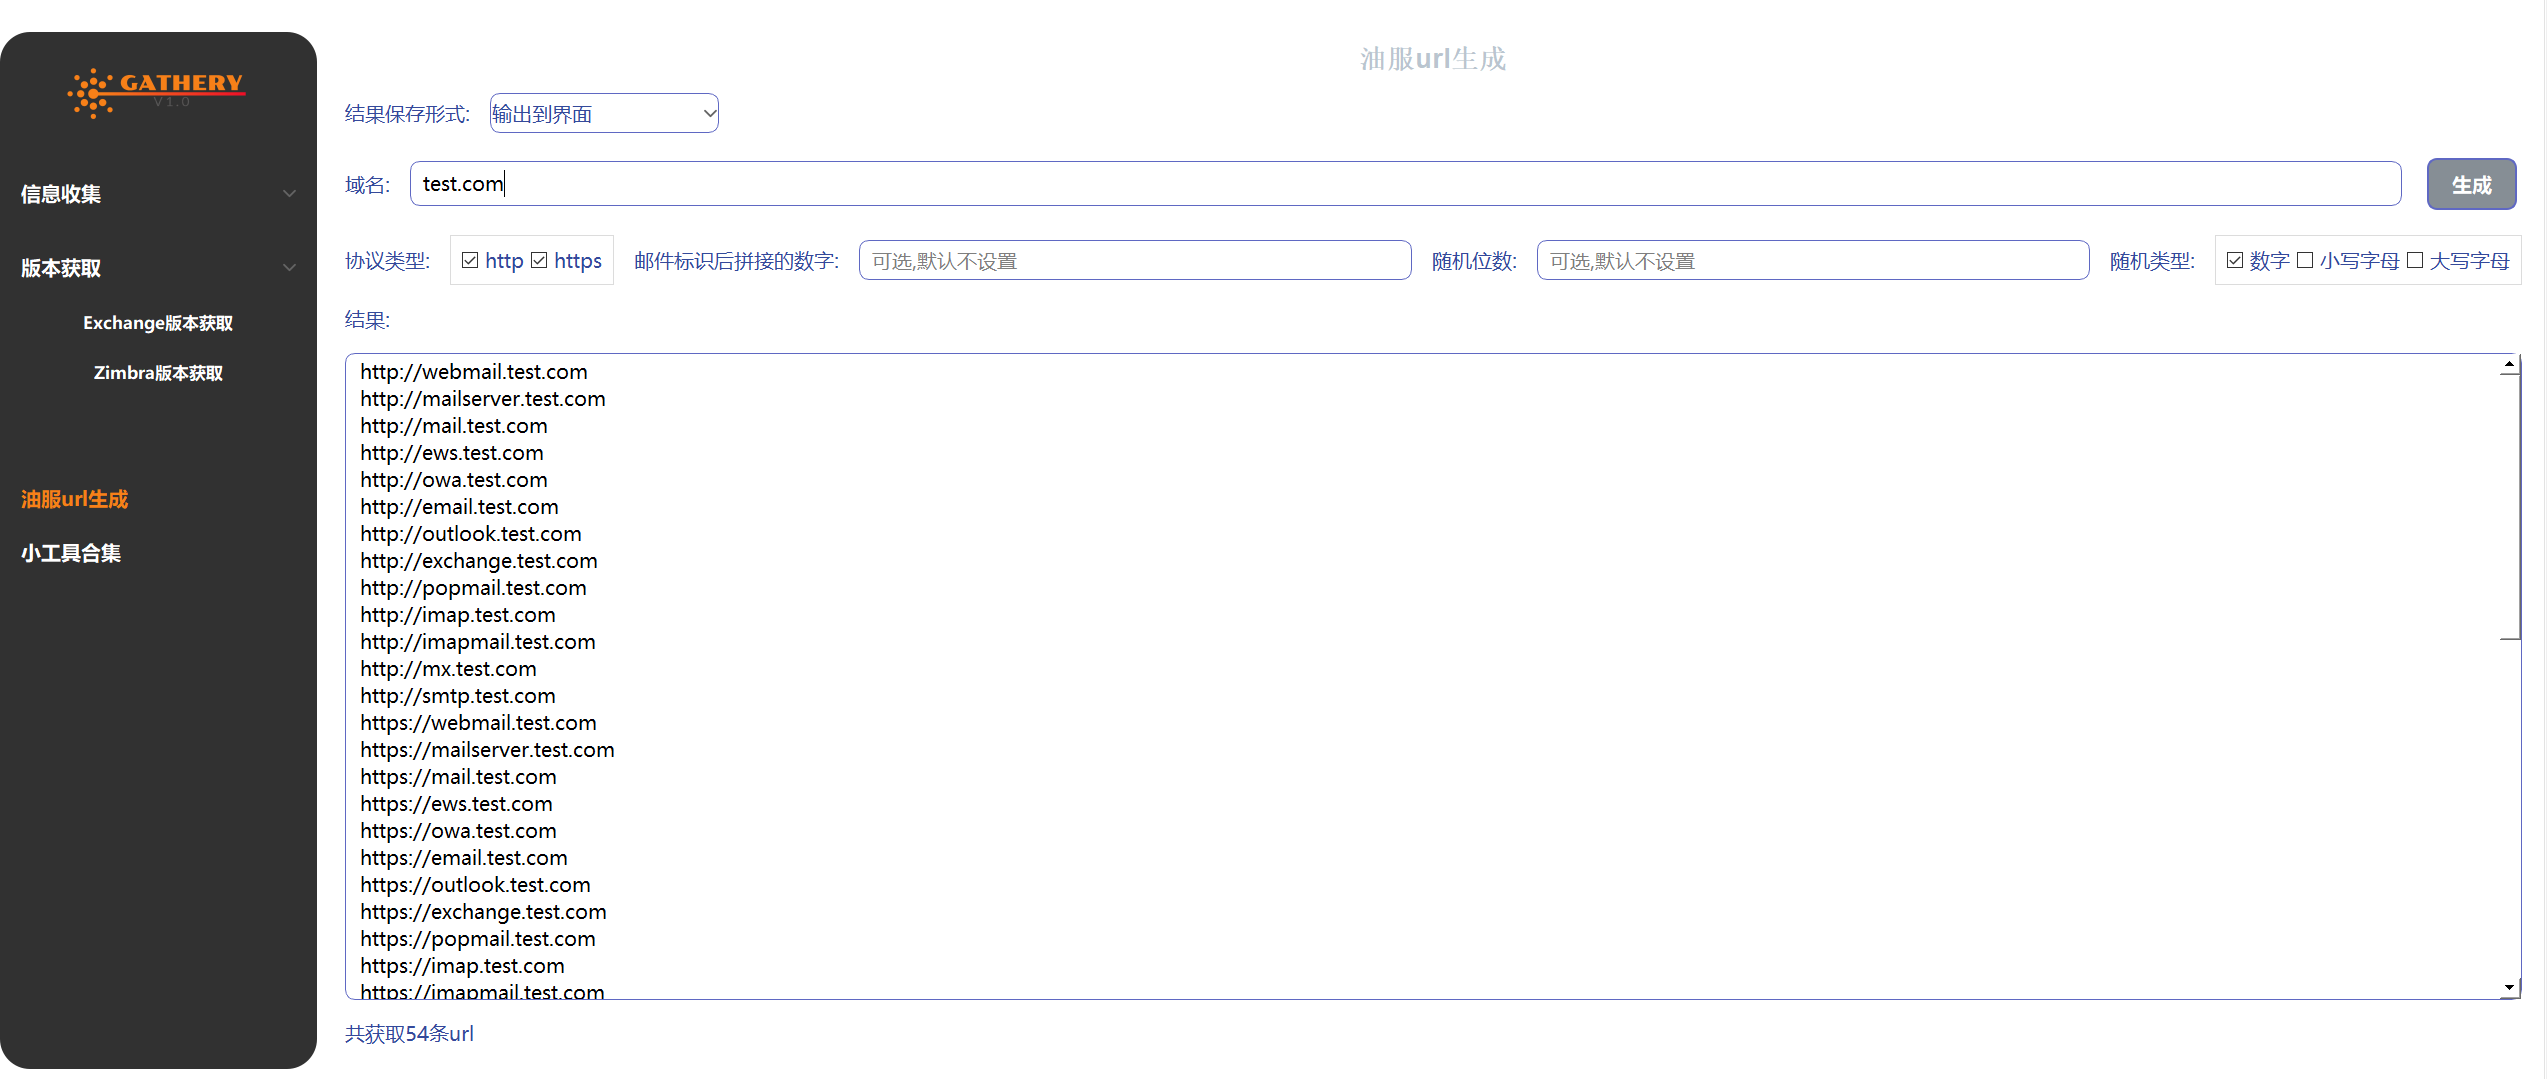 GATHERY
V1.0
信息收集
版本获取
Exchange版本获取
Zimbra版本获取
油服url生成
小工具合集
油服url生成
结果保存形式: 输出到界面
域名: test.com 生成
协议类型: http https 邮件标识后拼接的数字: 可选,默认不设置 随机位数: 可选,默认不设置 随机类型: 数字 小写字母 大写字母
结果:
http://webmail.test.com
http://mailserver.test.com
http://mail.test.com
http://ews.test.com
http://owa.test.com
http://email.test.com
http://outlook.test.com
http://exchange.test.com
http://popmail.test.com
http://imap.test.com
http://imapmail.test.com
http://mx.test.com
http://smtp.test.com
https://webmail.test.com
https://mailserver.test.com
https://mail.test.com
https://ews.test.com
https://owa.test.com
https://email.test.com
https://outlook.test.com
https://exchange.test.com
https://popmail.test.com
https://imap.test.com
https://imapmail.test.com
共获取54条url